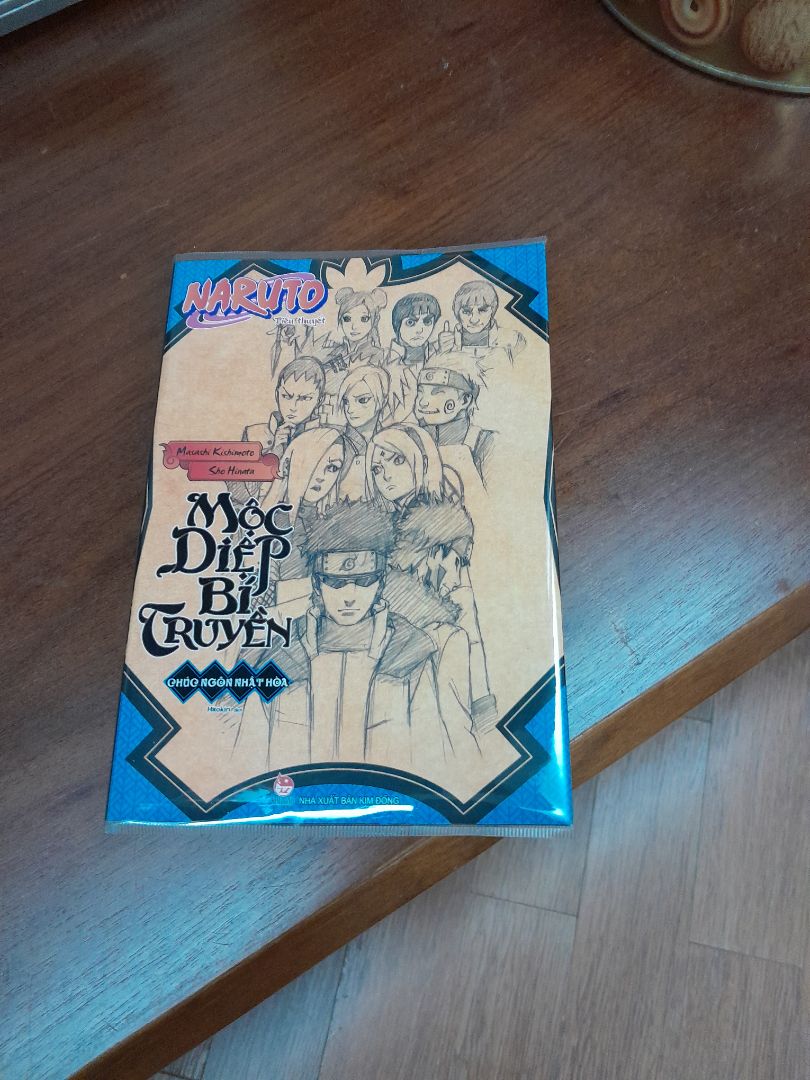 NARUTO
Tiểu thuyết
Masashi Kishimoto
Sho Hinata
MỘC
DIỆP
BÍ
TRUYỀN
CHÚC NGÔN NHẬT HÒA
NHÀ XUẤT BẢN KIM ĐỒNG